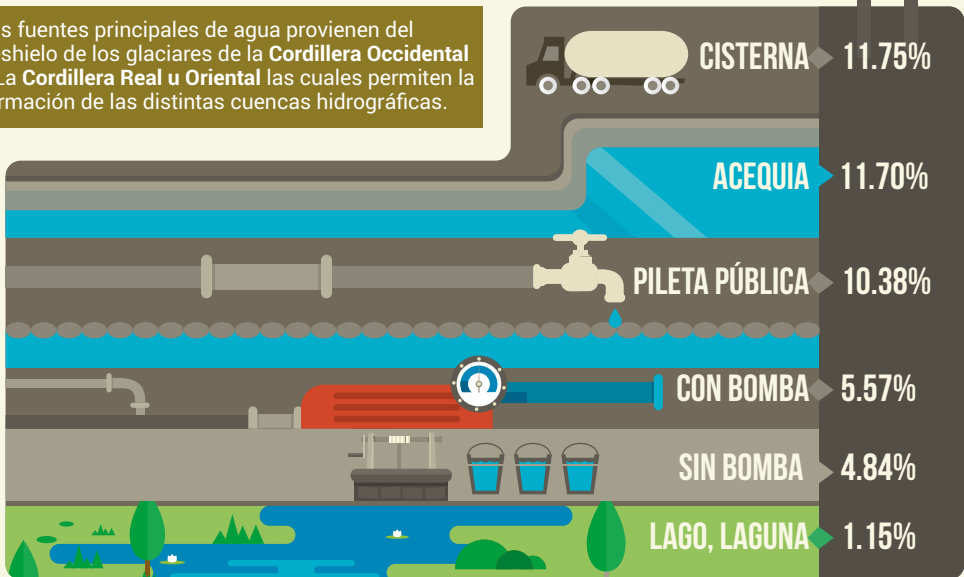 s fuentes principales de agua provienen del
shielo de los glaciares de la Cordillera Occidental
La Cordillera Real u Oriental las cuales permiten la
rmación de las distintas cuencas hidrográficas.
CISTERNA 11.75%
ACEQUIA 11.70%
PILETA PÚBLICA 10.38%
CON BOMBA 5.57%
SIN BOMBA 4.84%
LAGO, LAGUNA 1.15%